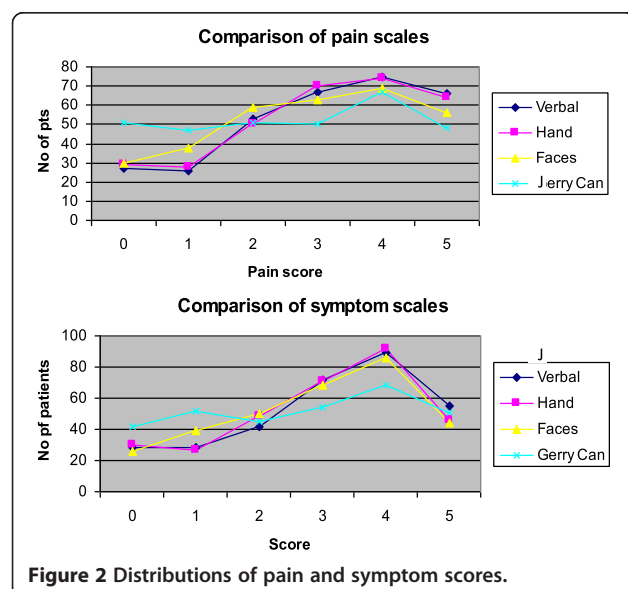 Comparison of pain scales
80
70
60
50
40
30
20
10
0
No of pts
0 1 2 3 4 5
Pain score
Verbal
Hand
Faces
Jerry Can
Comparison of symptom scales
100
80
60
40
20
0
No pf patients
0 1 2 3 4 5
Score
J
Verbal
Hand
Faces
Gerry Can
Figure 2 Distributions of pain and symptom scores.